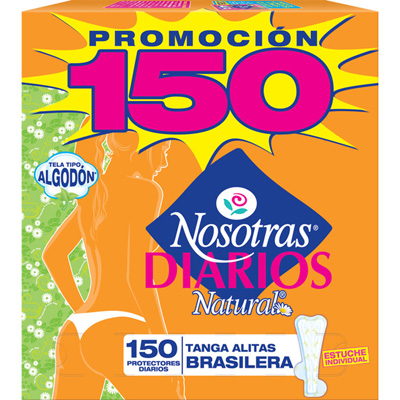 PROMOCIÓN
150
TELA TIPO
ALGODÓN
Nosotras®
DIARIOS
Natural®
150
PROTECTORES
DIARIOS
TANGA ALITAS
BRASILERA
ESTUCHE
INDIVIDUAL